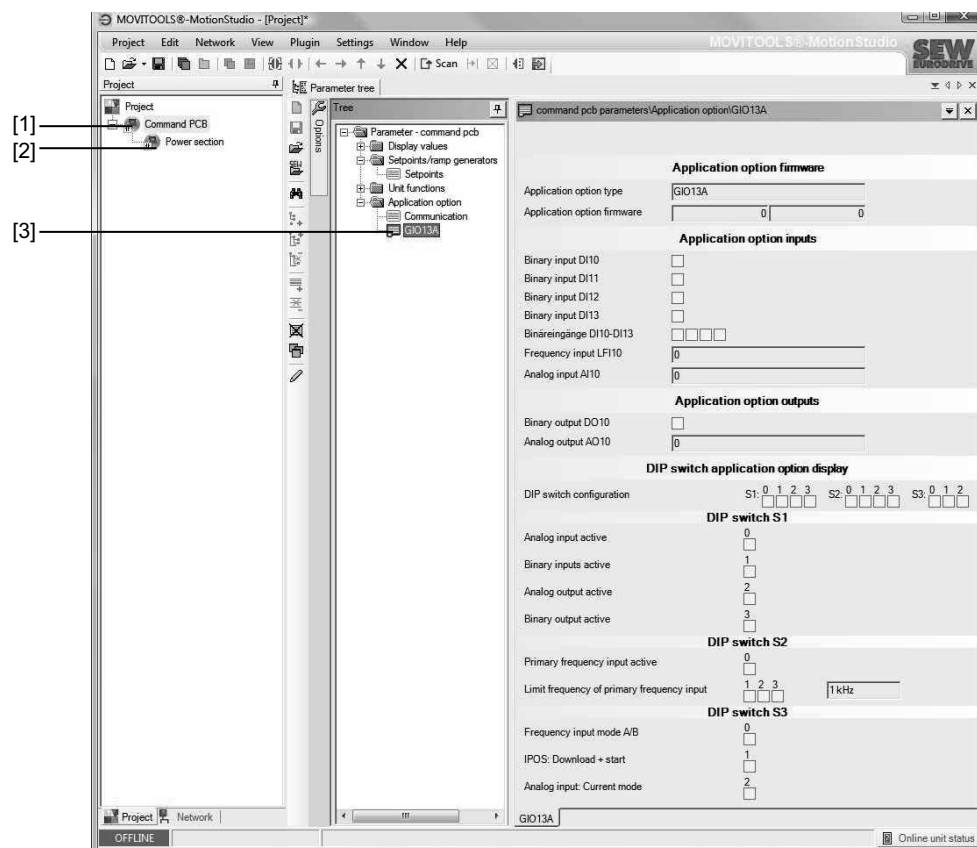 MOVITOOLS®-MotionStudio - [Project]*
Project Edit Network View Plugin Settings Window Help
MOVITOOLS®-MotionStudio
SEW
EURODRIVE
Scan
Project
Parameter tree
[1]
[2]
[3]
Project
Command PCB
Power section
Options
Tree
Parameter - command pcb
Display values
Setpoints/ramp generators
Setpoints
Unit functions
Application option
Communication
GIO13A
command pcb parameters\Application option\GIO13A
Application option firmware
Application option type GIO13A
Application option firmware 0 0
Application option inputs
Binary input DI10
Binary input DI11
Binary input DI12
Binary input DI13
Binäreingänge DI10-DI13
Frequency input LFI10 0
Analog input AI10 0
Application option outputs
Binary output DO10
Analog output AO10 0
DIP switch application option display
DIP switch configuration S1: 0 1 2 3 S2: 0 1 2 3 S3: 0 1 2
DIP switch S1
Analog input active 0
Binary inputs active 1
Analog output active 2
Binary output active 3
DIP switch S2
Primary frequency input active 0
Limit frequency of primary frequency input 1 2 3 1 kHz
DIP switch S3
Frequency input mode A/B 0
IPOS: Download + start 1
Analog input: Current mode 2
Project Network
GIO13A
OFFLINE
Online unit status